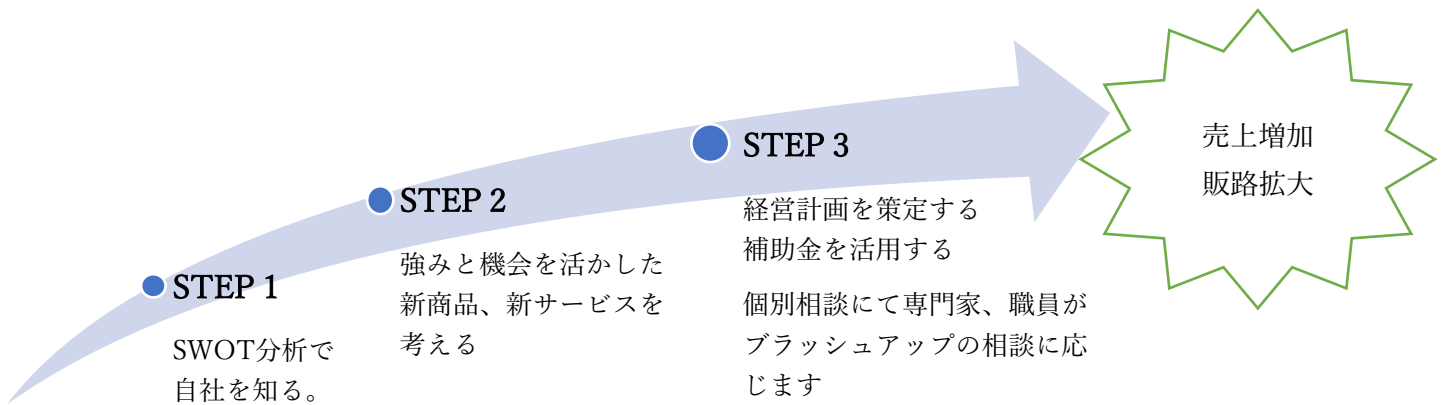 STEP 1
SWOT分析で
自社を知る。
STEP 2
強みと機会を活かした
新商品、新サービスを
考える
STEP 3
経営計画を策定する
補助金を活用する
個別相談にて専門家、職員が
ブラッシュアップの相談に応
じます
売上増加
販路拡大